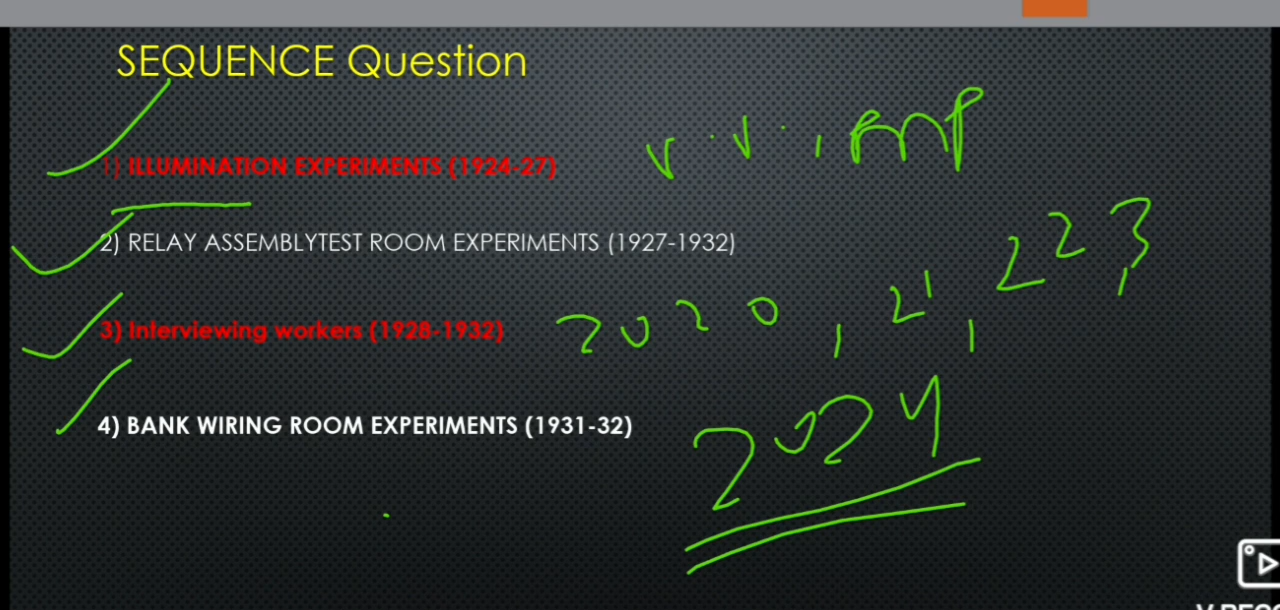 SEQUENCE Question
v.v.imp
1) ILLUMINATION EXPERIMENTS (1924-27)
2) RELAY ASSEMBLYTEST ROOM EXPERIMENTS (1927-1932)
3) Interviewing workers (1928-1932)
2020, 21, 22,
4) BANK WIRING ROOM EXPERIMENTS (1931-32)
2024